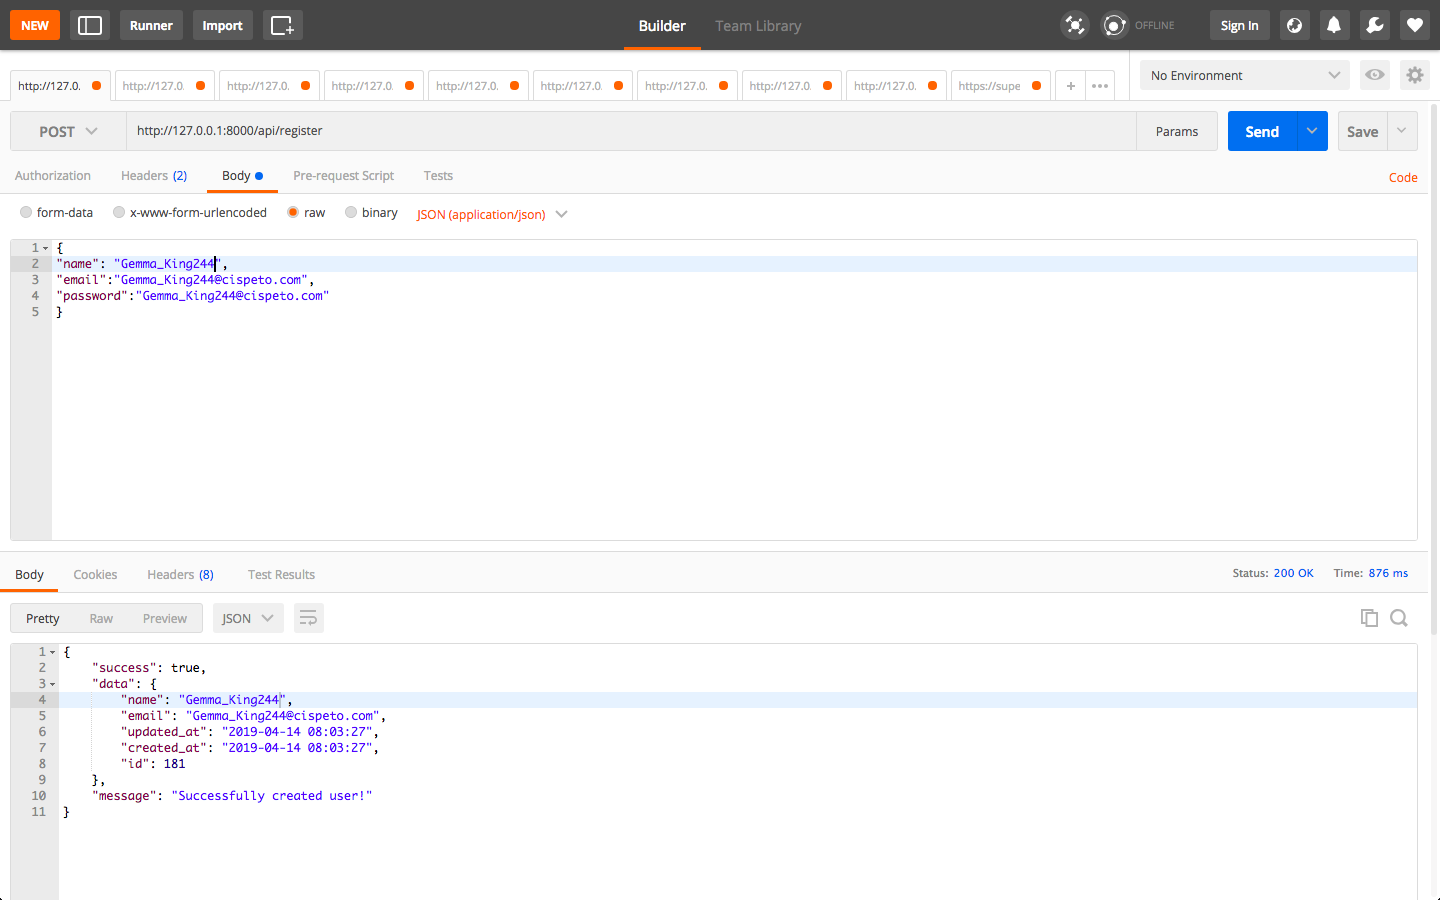 NEW Runner Import Builder Team Library OFFLINE Sign In
http://127.0. http://127.0. http://127.0. http://127.0. http://127.0. http://127.0. http://127.0. http://127.0. http://127.0. https://supe + ••• No Environment
POST http://127.0.0.1:8000/api/register Params Send Save
Authorization Headers (2) Body Pre-request Script Tests Code
form-data x-www-form-urlencoded raw binary JSON (application/json)
1 {
2 "name": "Gemma_King244",
3 "email":"Gemma_King244@cispeto.com",
4 "password":"Gemma_King244@cispeto.com"
5 }
Body Cookies Headers (8) Test Results Status: 200 OK Time: 876 ms
Pretty Raw Preview JSON
1 {
2 "success": true,
3 "data": {
4 "name": "Gemma_King244",
5 "email": "Gemma_King244@cispeto.com",
6 "updated_at": "2019-04-14 08:03:27",
7 "created_at": "2019-04-14 08:03:27",
8 "id": 181
9 },
10 "message": "Successfully created user!"
11 }